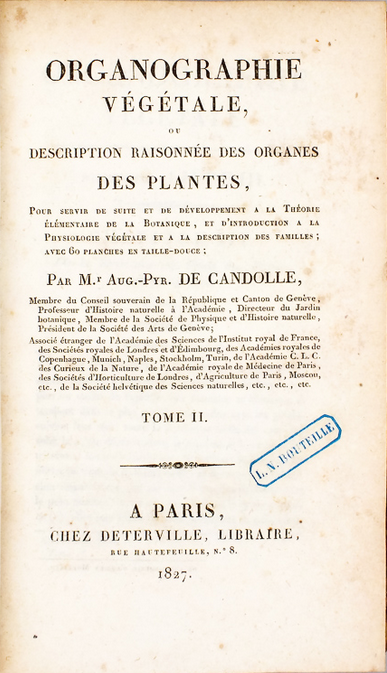 ORGANOGRAPHIE
VÉGÉTALE,
OU
DESCRIPTION RAISONNÉE DES ORGANES
DES PLANTES,
POUR SERVIR DE SUITE ET DE DÉVELOPPEMENT A LA THÉORIE
ÉLÉMENTAIRE DE LA BOTANIQUE, ET D'INTRODUCTION A LA
PHYSIOLOGIE VÉGÉTALE ET A LA DESCRIPTION DES FAMILLES;
AVEC 60 PLANCHES EN TAILLE-DOUCE;
PAR M.r AUG.-PYR. DE CANDOLLE,
Membre du Conseil souverain de la République et Canton de Genève,
Professeur d'Histoire naturelle à l'Académie, Directeur du Jardin
botanique, Membre de la Société de Physique et d'Histoire naturelle,
Président de la Société des Arts de Genève;
Associé étranger de l'Académie des Sciences de l'Institut royal de France,
des Sociétés royales de Londres et d'Édimbourg, des Académies royales de
Copenhague, Munich, Naples, Stockholm, Turin, de l'Académie C. L. C.
des Curieux de la Nature, de l'Académie royale de Médecine de Paris,
des Sociétés d'Horticulture de Londres, d'Agriculture de Paris, Moscou,
etc., de la Société helvétique des Sciences naturelles, etc., etc., etc.
TOME II.
L. N. BOUTEILLE
A PARIS,
CHEZ DETERVILLE, LIBRAIRE,
RUE HAUTEFEUILLE, N.° 8.
1827.